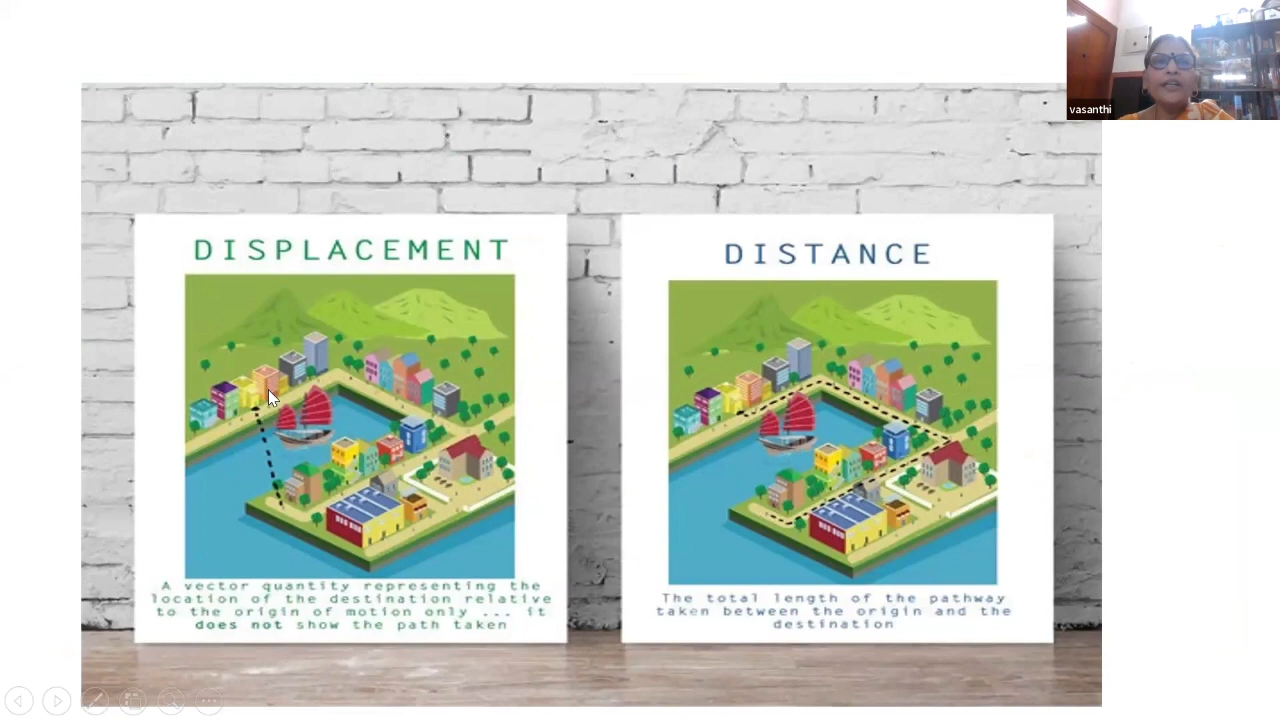 vasanthi
DISPLACEMENT
A vector quantity representing the
location of the destination relative
to the origin of motion only ... it
does not show the path taken
DISTANCE
The total length of the pathway
taken between the origin and the
destination